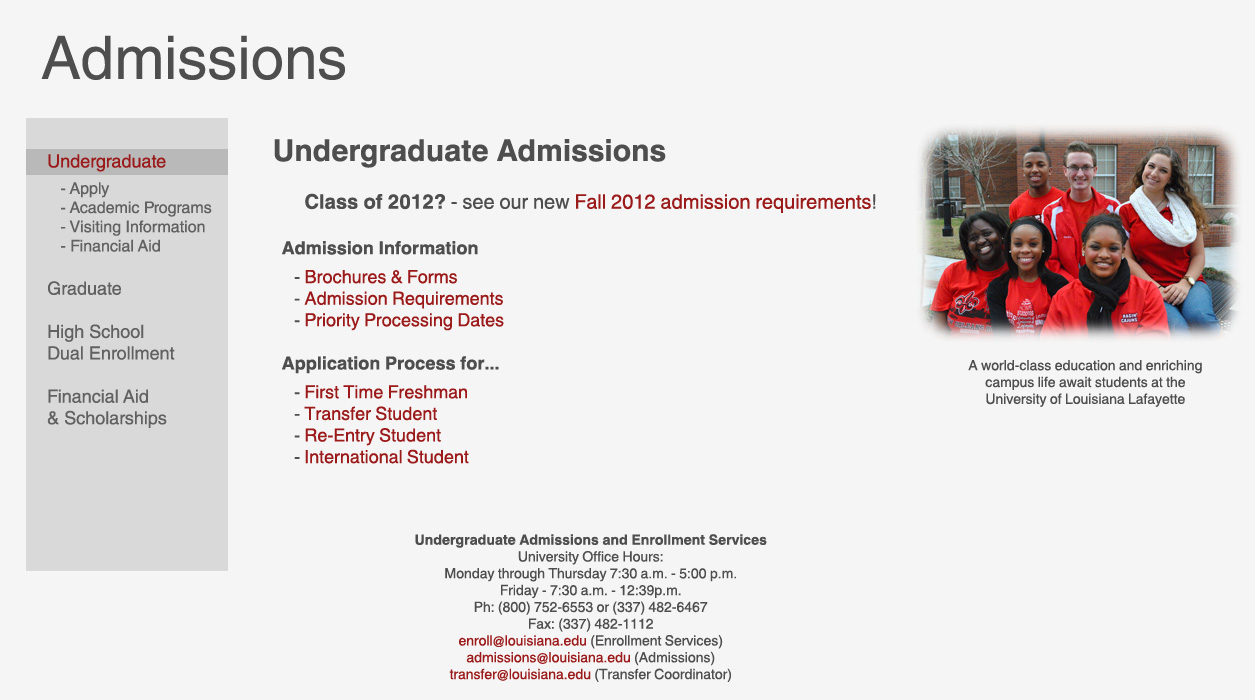 Admissions
Undergraduate
- Apply
- Academic Programs
- Visiting Information
- Financial Aid
Graduate
High School
Dual Enrollment
Financial Aid
& Scholarships
Undergraduate Admissions
Class of 2012? - see our new Fall 2012 admission requirements!
Admission Information
- Brochures & Forms
- Admission Requirements
- Priority Processing Dates
Application Process for...
- First Time Freshman
- Transfer Student
- Re-Entry Student
- International Student
A world-class education and enriching
campus life await students at the
University of Louisiana Lafayette
Undergraduate Admissions and Enrollment Services
University Office Hours:
Monday through Thursday 7:30 a.m. - 5:00 p.m.
Friday - 7:30 a.m. - 12:39p.m.
Ph: (800) 752-6553 or (337) 482-6467
Fax: (337) 482-1112
enroll@louisiana.edu (Enrollment Services)
admissions@louisiana.edu (Admissions)
transfer@louisiana.edu (Transfer Coordinator)